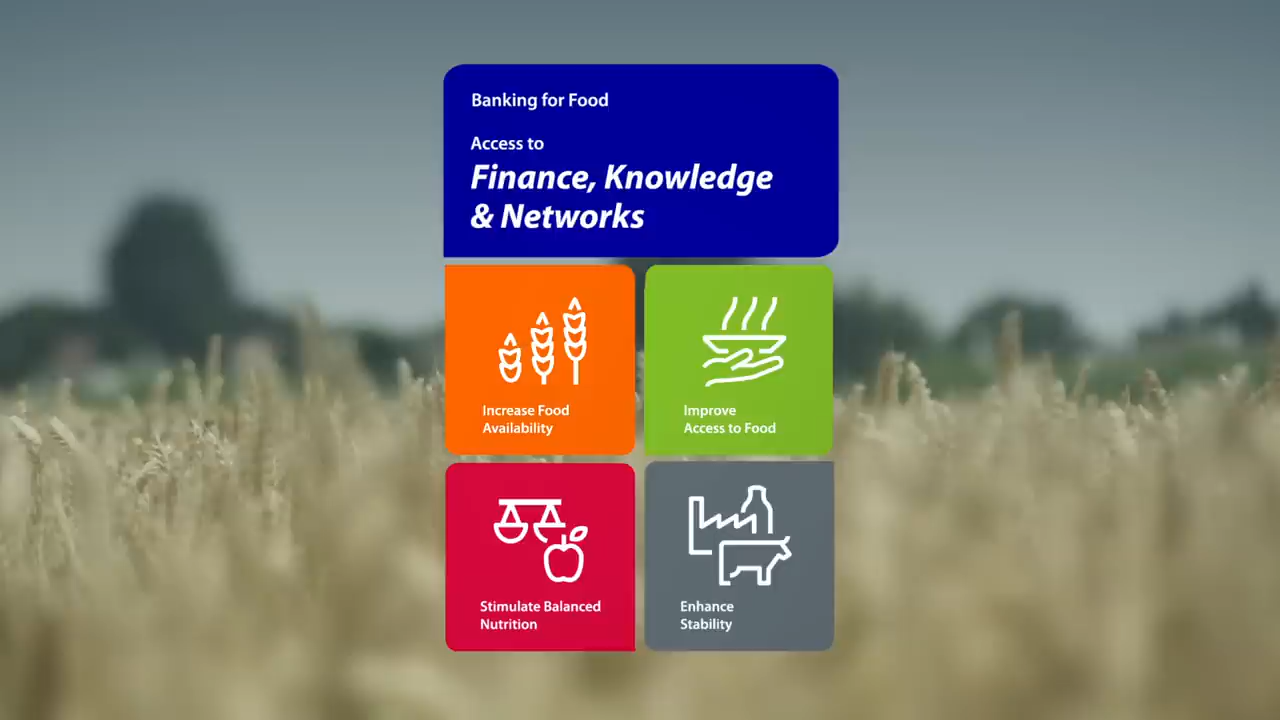 Banking for Food
Access to
Finance, Knowledge
& Networks
Increase Food
Availability
Improve
Access to Food
Stimulate Balanced
Nutrition
Enhance
Stability